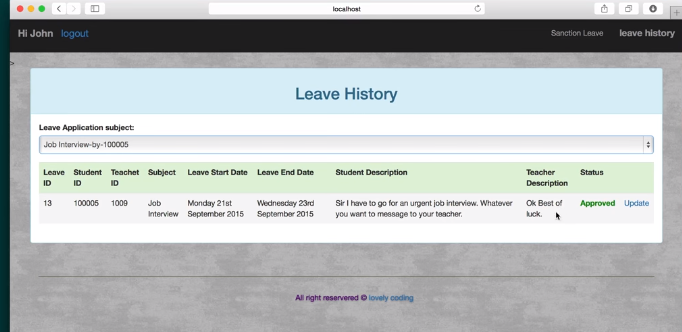 localhost
Hi John logout Sanction Leave leave history
>
Leave History
Leave Application subject:
Job Interview-by-100005
Leave ID Student ID Teachet ID Subject Leave Start Date Leave End Date Student Description Teacher Description Status
13 100005 1009 Job Interview Monday 21st September 2015 Wednesday 23rd September 2015 Sir I have to go for an urgent job interview. Whatever you want to message to your teacher. Ok Best of luck. Approved Update
All right reservered © lovely coding